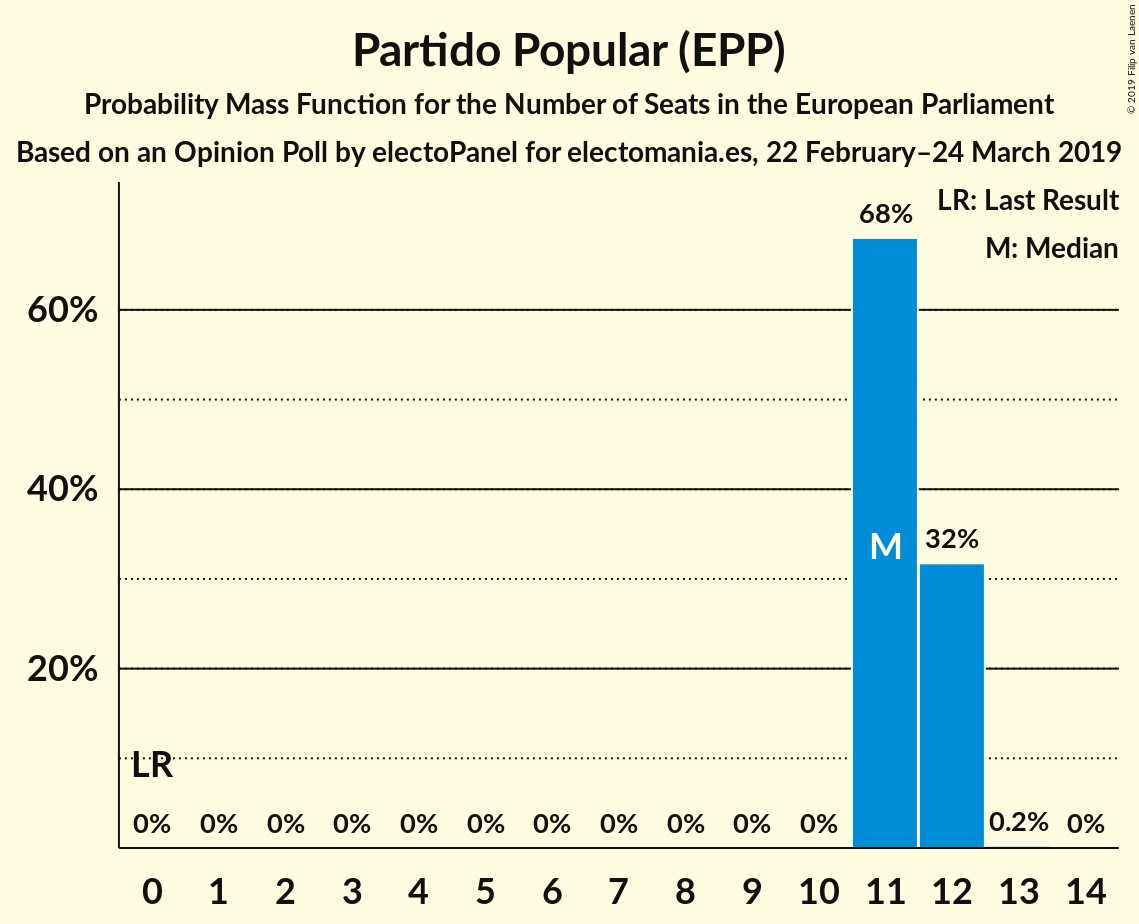 Partido Popular (EPP)
Probability Mass Function for the Number of Seats in the European Parliament
Based on an Opinion Poll by electoPanel for electomania.es, 22 February–24 March 2019
© 2019 Filip van Laenen
LR: Last Result
M: Median
68%
60%
40%
M
32%
20%
LR
0% 0% 0% 0% 0% 0% 0% 0% 0% 0% 0% 0.2% 0%
0 1 2 3 4 5 6 7 8 9 10 11 12 13 14